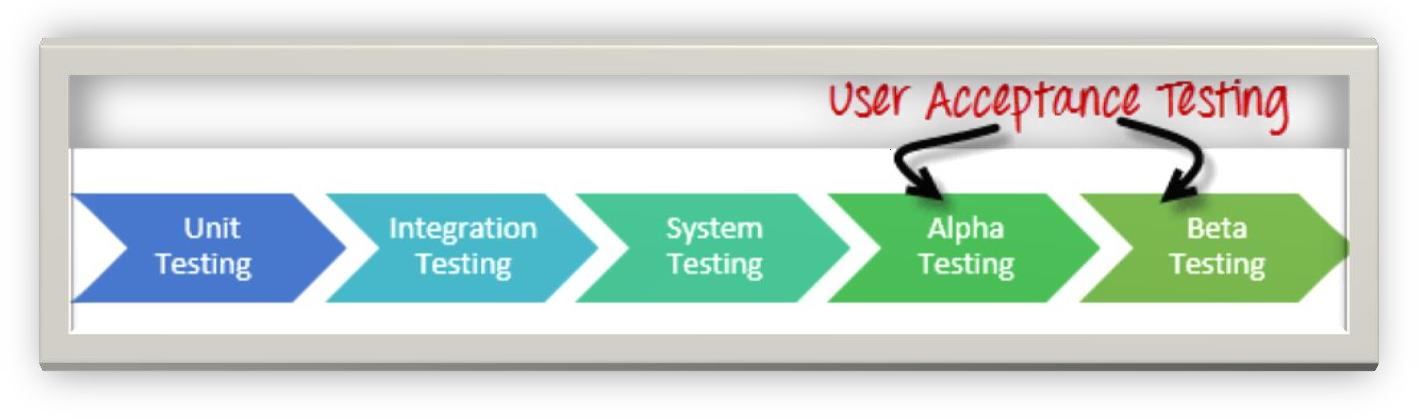 User Acceptance Testing
Unit
Testing
Integration
Testing
System
Testing
Alpha
Testing
Beta
Testing